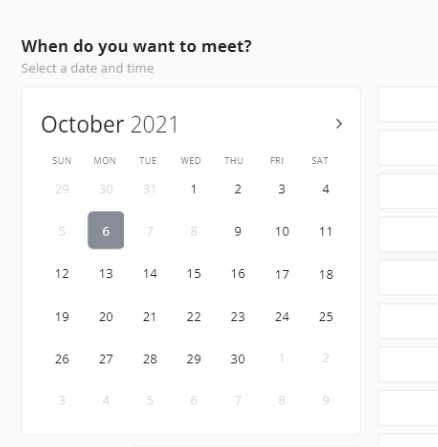 When do you want to meet?
Select a date and time
October 2021
SUN MON TUE WED THU FRI SAT
29 30 31 1 2 3 4
5 6 7 8 9 10 11
12 13 14 15 16 17 18
19 20 21 22 23 24 25
26 27 28 29 30 1 2
3 4 5 6 7 8 9